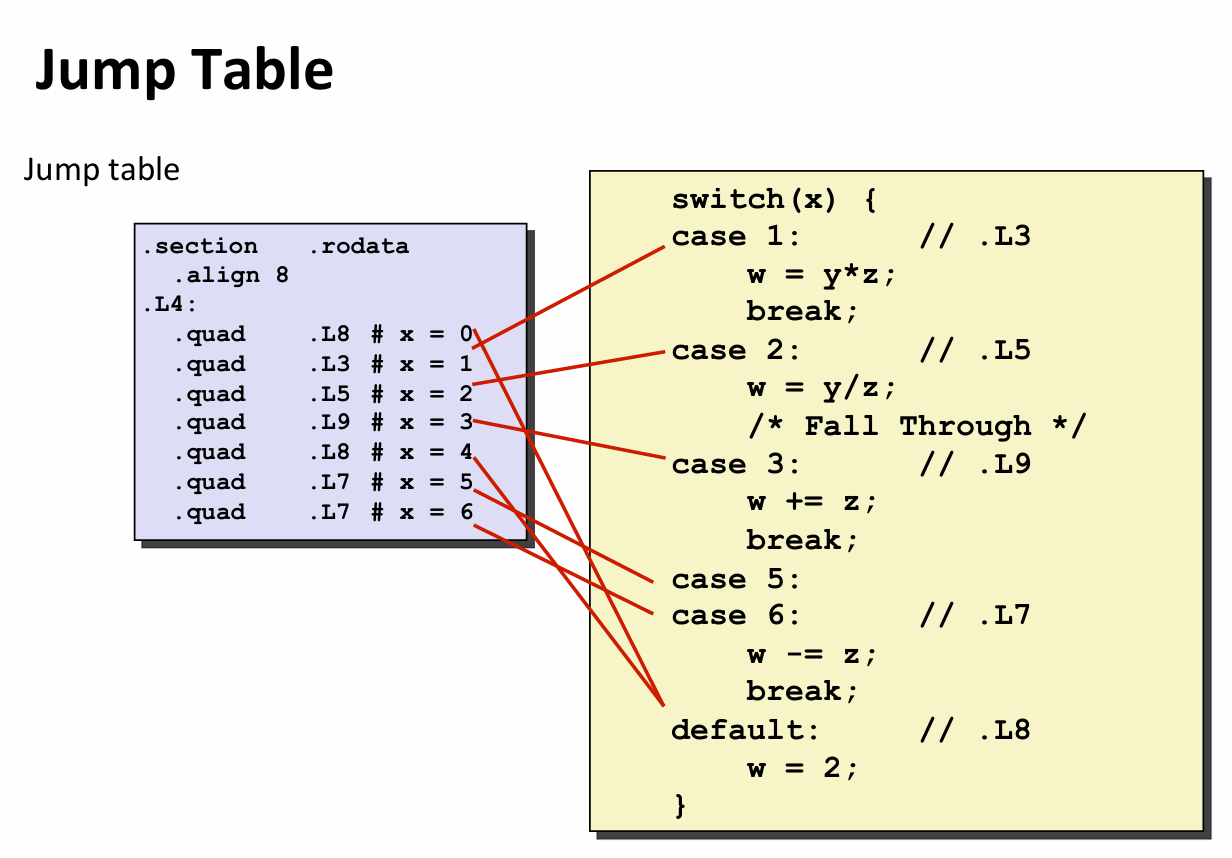 Jump Table
Jump table
.section .rodata
.align 8
.L4:
.quad .L8 # x = 0
.quad .L3 # x = 1
.quad .L5 # x = 2
.quad .L9 # x = 3
.quad .L8 # x = 4
.quad .L7 # x = 5
.quad .L7 # x = 6
switch(x) {
case 1: // .L3
w = y*z;
break;
case 2: // .L5
w = y/z;
/* Fall Through */
case 3: // .L9
w += z;
break;
case 5:
case 6: // .L7
w -= z;
break;
default: // .L8
w = 2;
}